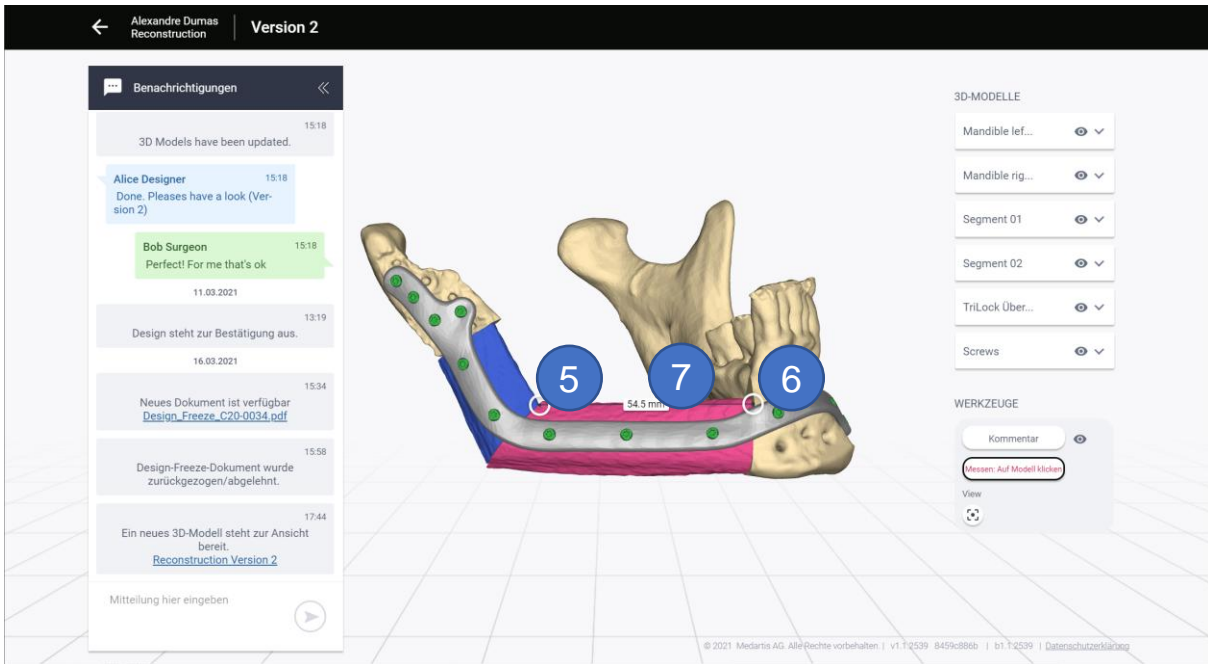 Alexandre Dumas
Reconstruction
Version 2
Benachrichtigungen
15:18
3D Models have been updated.
Alice Designer 15:18
Done. Pleases have a look (Ver-
sion 2)
Bob Surgeon 15:18
Perfect! For me that's ok
11.03.2021
13:19
Design steht zur Bestätigung aus.
16.03.2021
15:34
Neues Dokument ist verfügbar
Design_Freeze_C20-0034.pdf
15:58
Design-Freeze-Dokument wurde
zurückgezogen/abgelehnt.
17:44
Ein neues 3D-Modell steht zur Ansicht
bereit.
Reconstruction Version 2
Mitteilung hier eingeben
5
7
6
54.5 mm
3D-MODELLE
Mandible lef...
Mandible rig...
Segment 01
Segment 02
TriLock Über...
Screws
WERKZEUGE
Kommentar
Messen: Auf Modell klicken
View
© 2021 Medartis AG. Alle Rechte vorbehalten | v1.1.2539 8459c886b | b1.1.2539 | Datenschutzerklärung